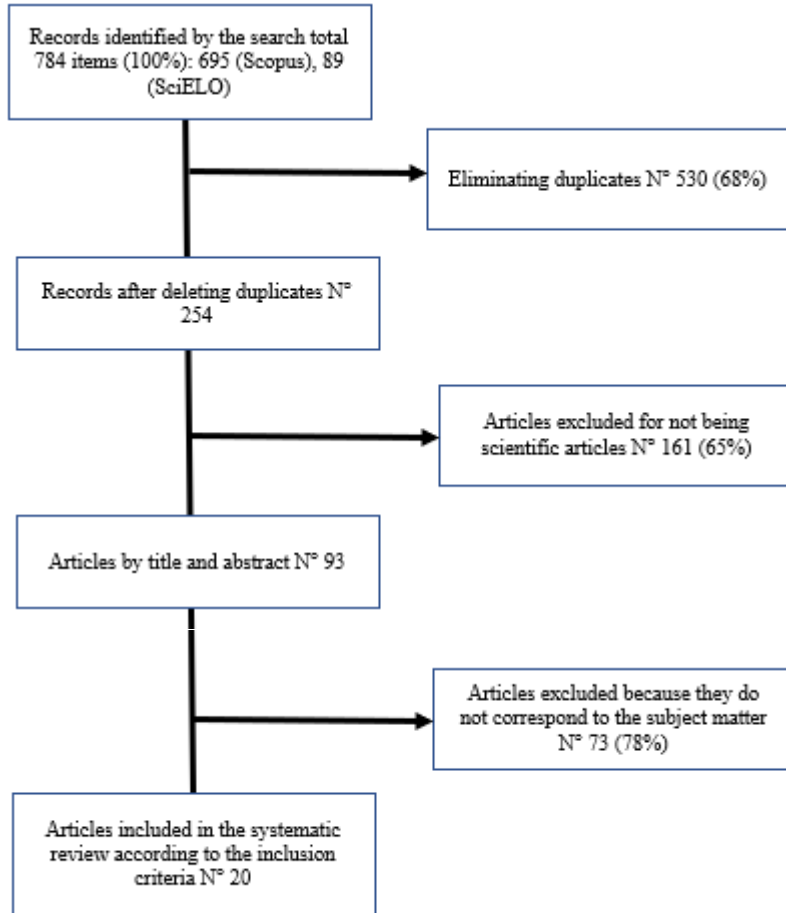 Records identified by the search total
784 items (100%): 695 (Scopus), 89
(SciELO)
Eliminating duplicates N° 530 (68%)
Records after deleting duplicates N°
254
Articles excluded for not being
scientific articles N° 161 (65%)
Articles by title and abstract N° 93
Articles excluded because they do
not correspond to the subject matter
N° 73 (78%)
Articles included in the systematic
review according to the inclusion
criteria N° 20